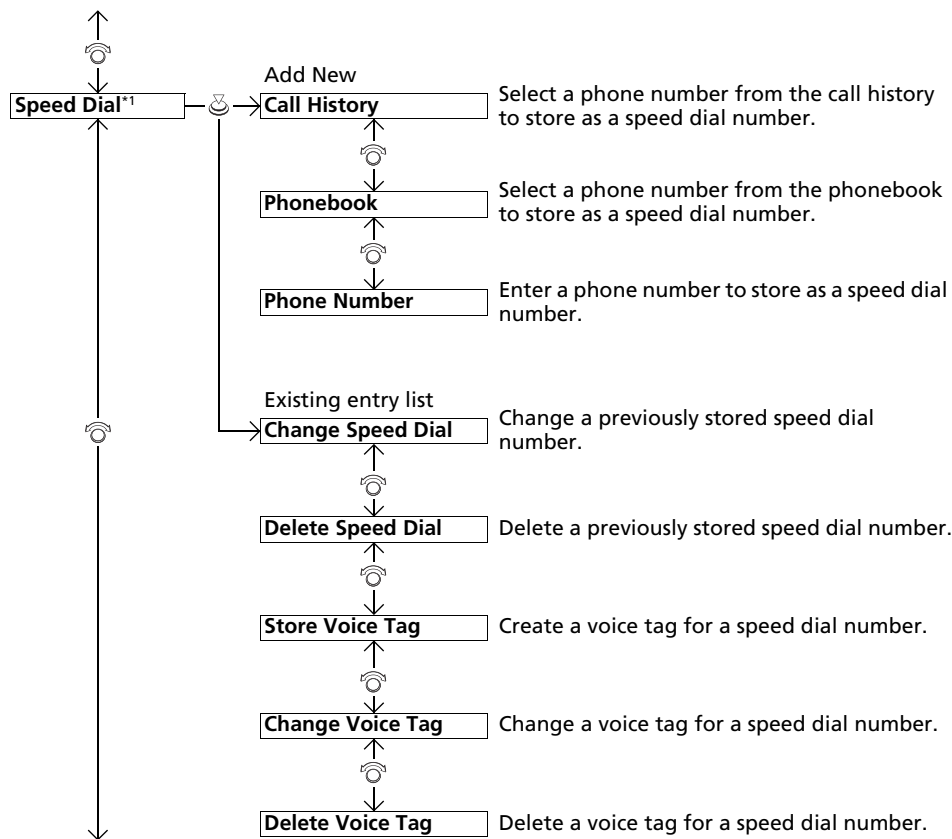 Add New
Speed Dial*1
Call History
Select a phone number from the call history
to store as a speed dial number.
Phonebook
Select a phone number from the phonebook
to store as a speed dial number.
Phone Number
Enter a phone number to store as a speed dial
number.
Existing entry list
Change Speed Dial
Change a previously stored speed dial
number.
Delete Speed Dial
Delete a previously stored speed dial number.
Store Voice Tag
Create a voice tag for a speed dial number.
Change Voice Tag
Change a voice tag for a speed dial number.
Delete Voice Tag
Delete a voice tag for a speed dial number.